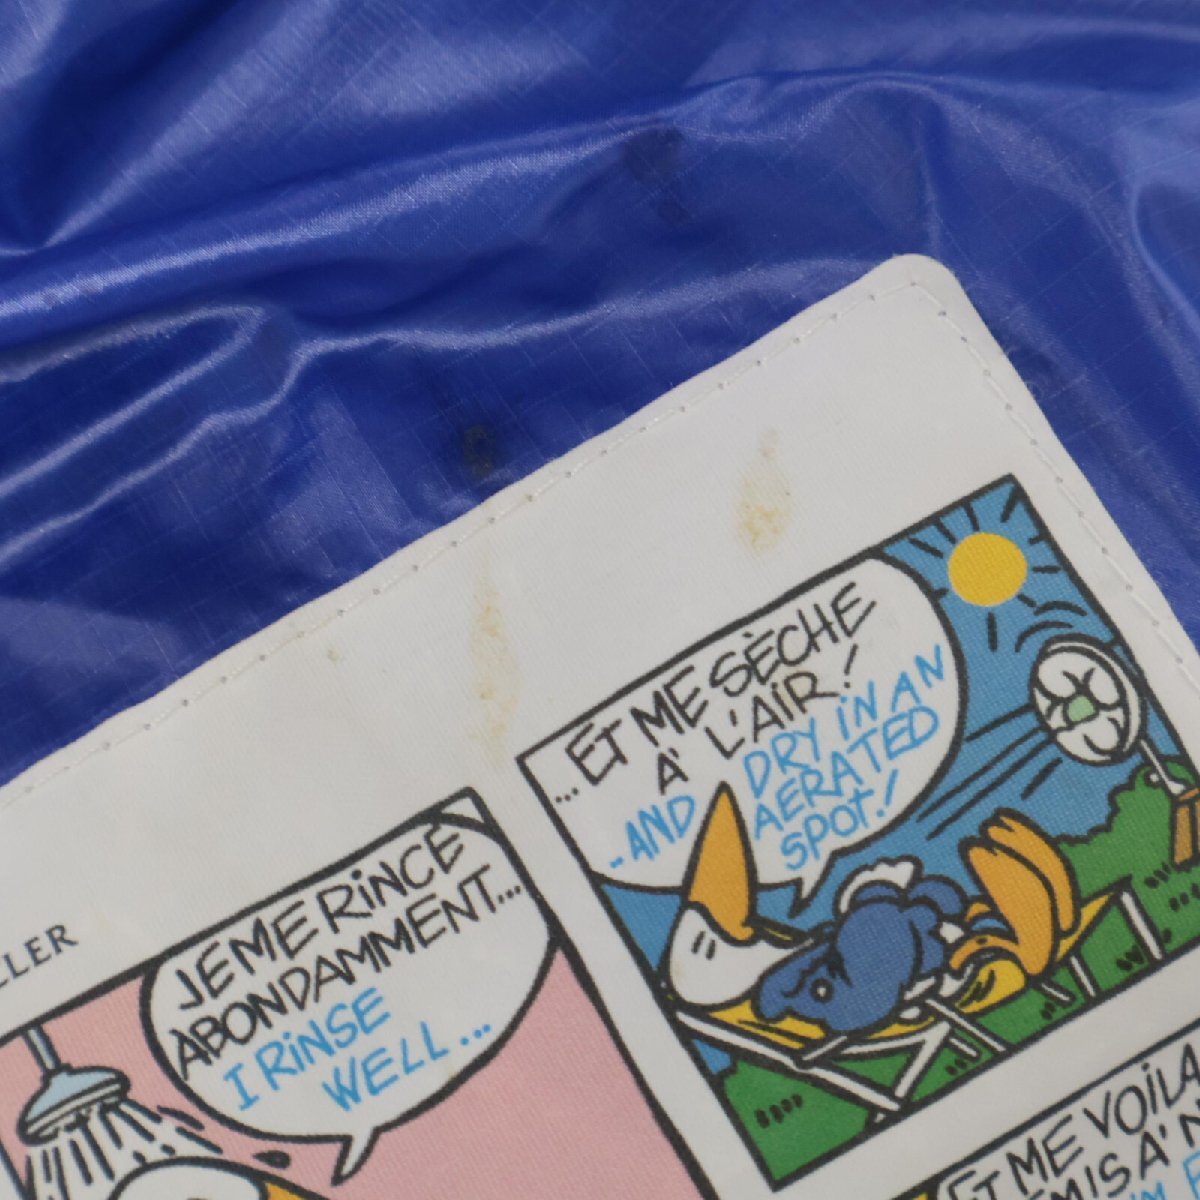 LLER
JE ME RINCE
ABONDAMMENT...
I RINSE
WELL...
...ET ME SÈCHE
À L'AIR!
..AND DRY IN AN
AERATED
SPOT!
ET ME VOILÀ